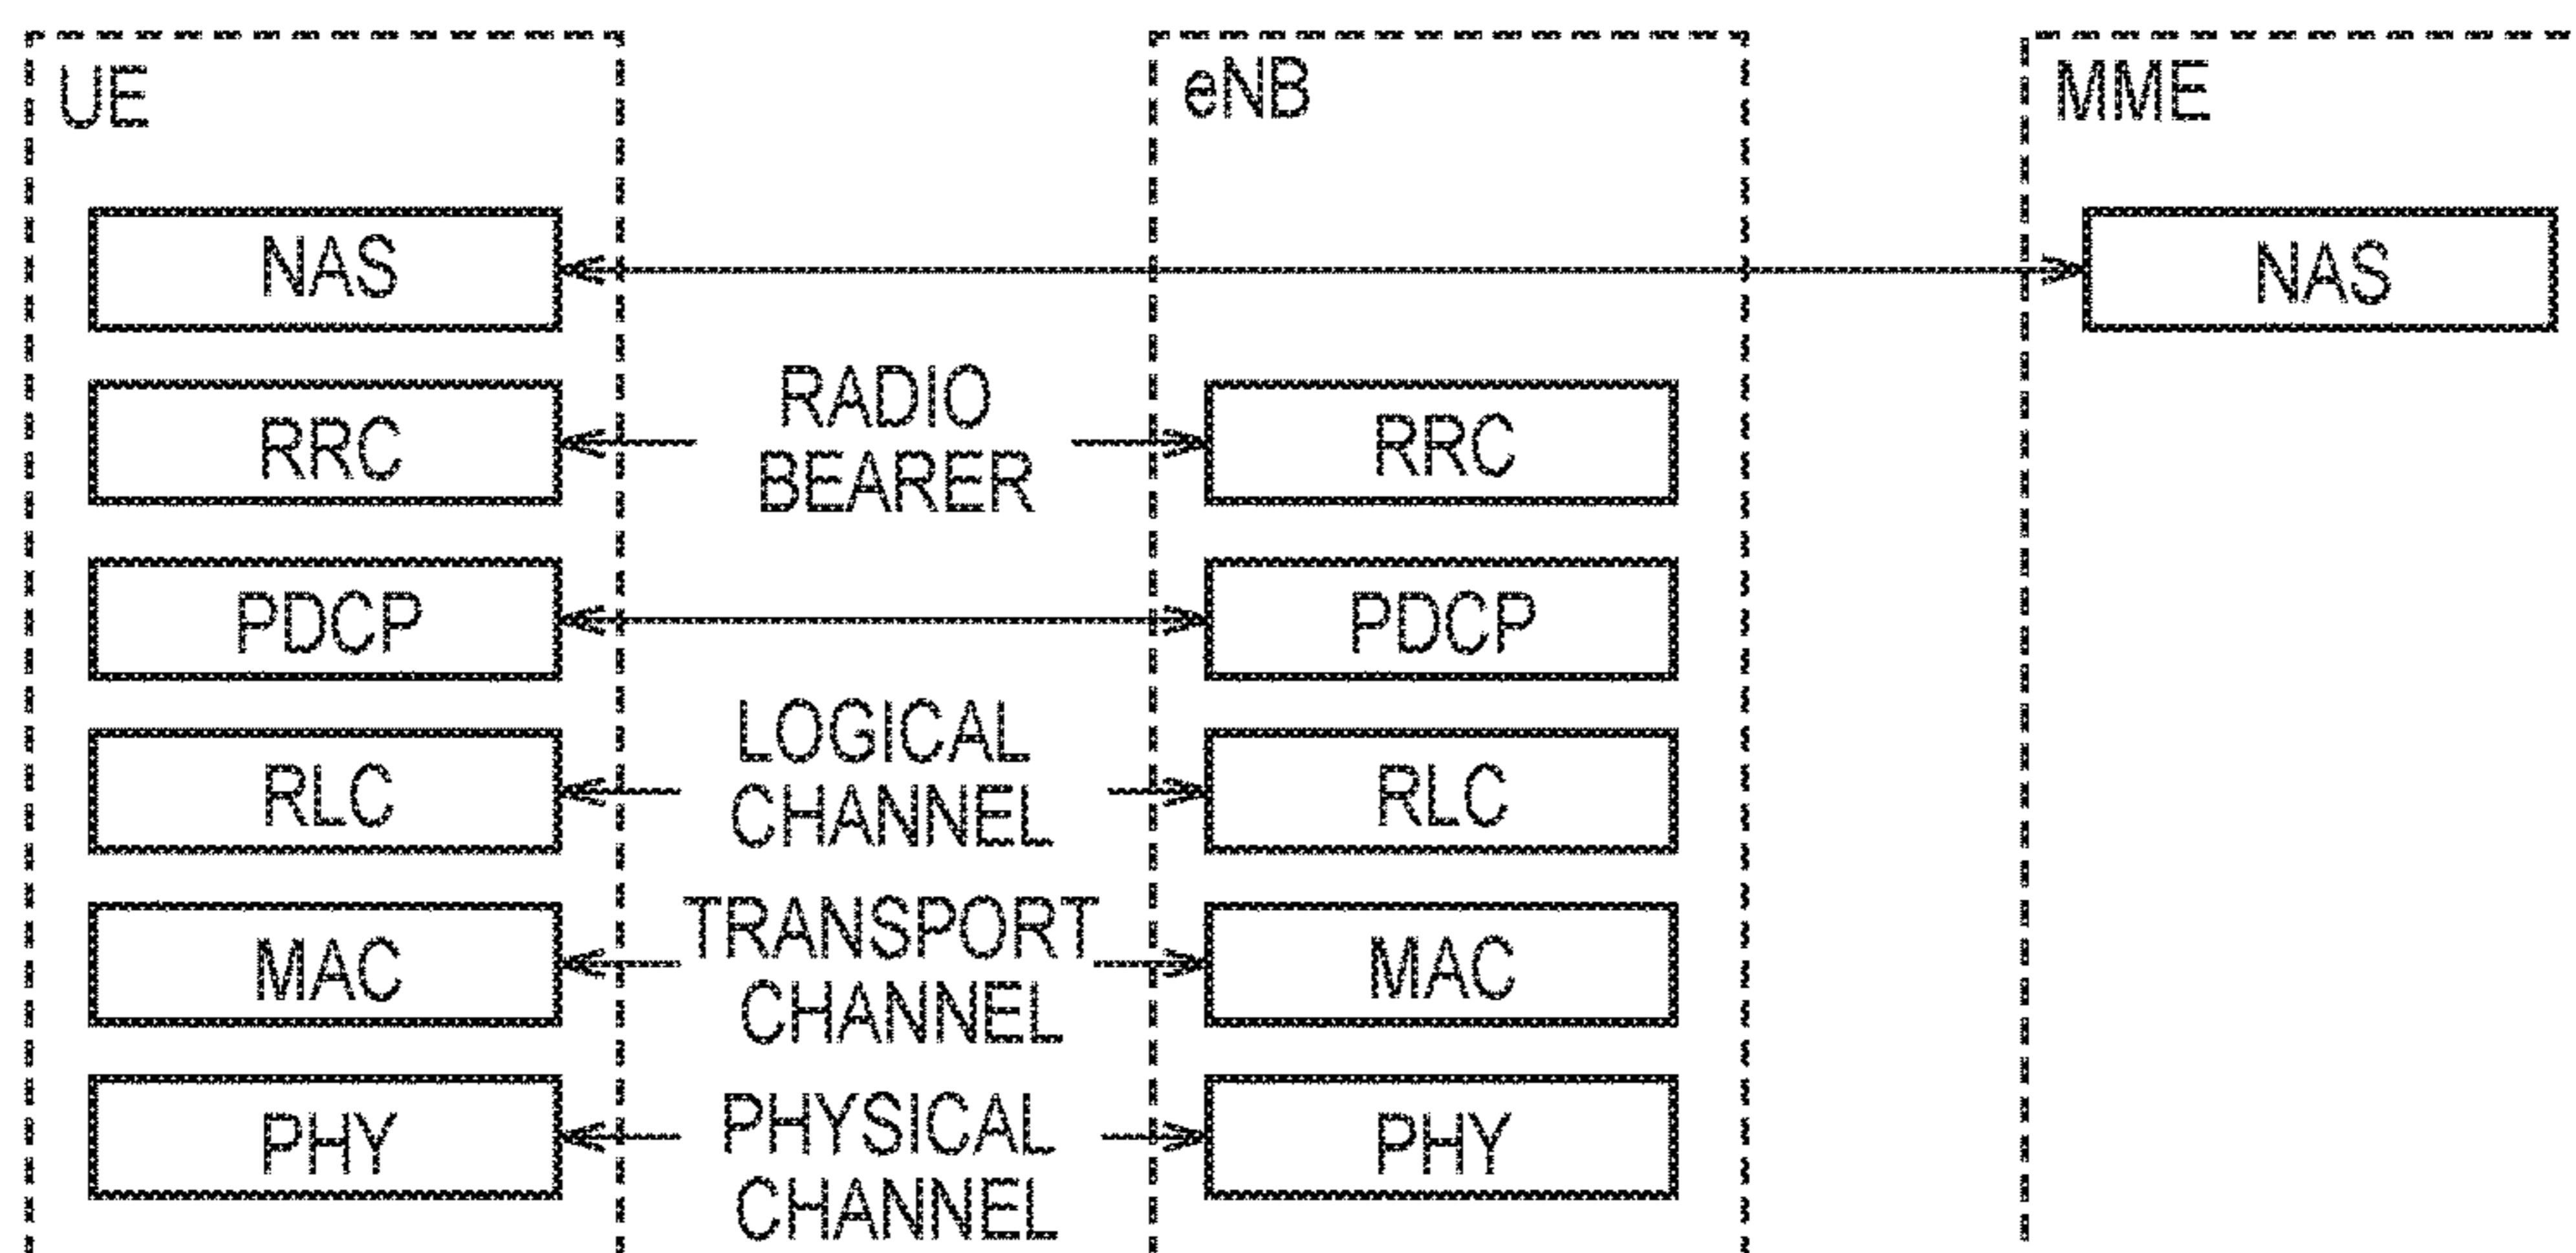 UE
eNB
MME
NAS
NAS
RRC
RADIO
BEARER
RRC
PDCP
PDCP
RLC
LOGICAL
CHANNEL
RLC
MAC
TRANSPORT
CHANNEL
MAC
PHY
PHYSICAL
CHANNEL
PHY